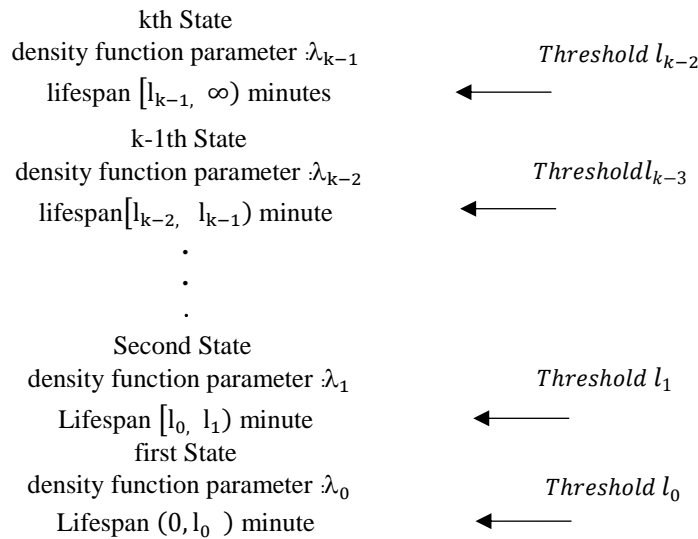 kth State
density function parameter :λₖ₋₁ Threshold lₖ₋₂
lifespan [lₖ₋₁, ∞) minutes
k-1th State
density function parameter :λₖ₋₂ Thresholdlₖ₋₃
lifespan[lₖ₋₂, lₖ₋₁) minute
.
.
.
Second State
density function parameter :λ₁ Threshold l₁
Lifespan [l₀, l₁) minute
first State
density function parameter :λ₀ Threshold l₀
Lifespan (0, l₀ ) minute